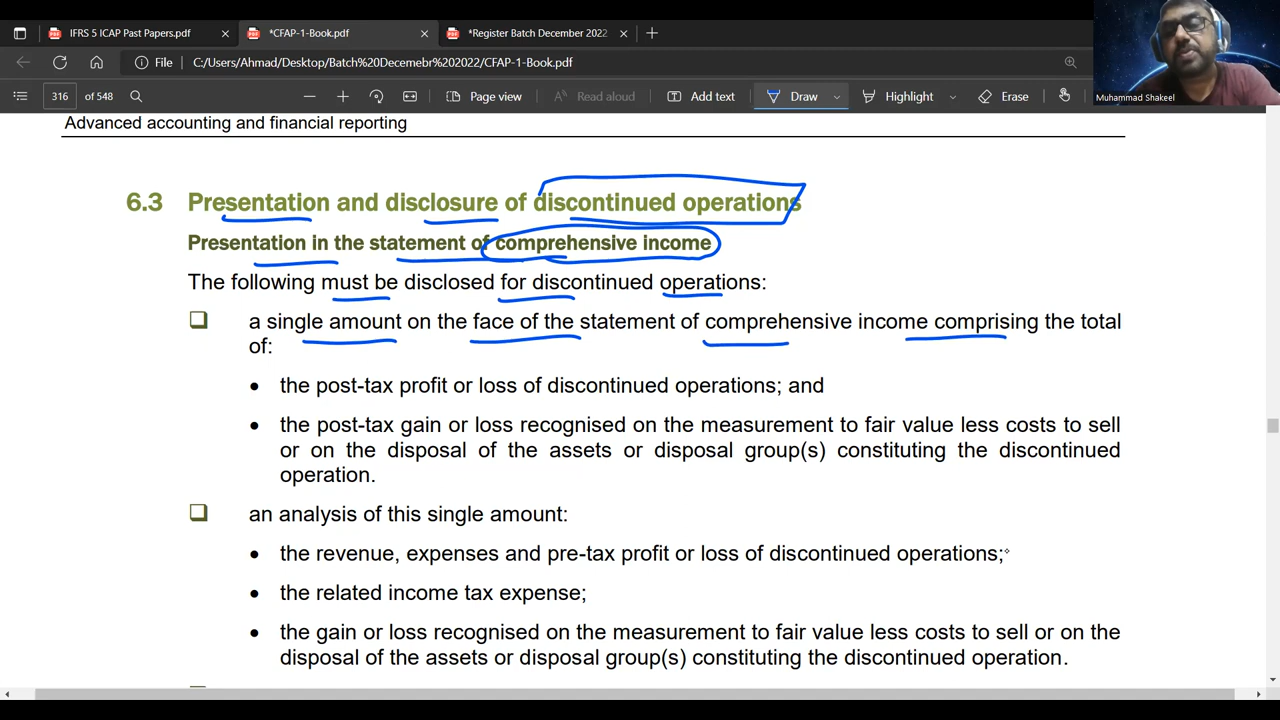 IFRS 5 ICAP Past Papers.pdf
*CFAP-1-Book.pdf
*Register Batch December 2022
File
C:/Users/Ahmad/Desktop/Batch%20Decemebr%202022/CFAP-1-Book.pdf
316 of 548
Page view
Read aloud
Add text
Draw
Highlight
Erase
Muhammad Shakeel
Advanced accounting and financial reporting
6.3 Presentation and disclosure of discontinued operations
Presentation in the statement of comprehensive income
The following must be disclosed for discontinued operations:
a single amount on the face of the statement of comprehensive income comprising the total
of:
• the post-tax profit or loss of discontinued operations; and
• the post-tax gain or loss recognised on the measurement to fair value less costs to sell
or on the disposal of the assets or disposal group(s) constituting the discontinued
operation.
an analysis of this single amount:
• the revenue, expenses and pre-tax profit or loss of discontinued operations;
• the related income tax expense;
• the gain or loss recognised on the measurement to fair value less costs to sell or on the
disposal of the assets or disposal group(s) constituting the discontinued operation.